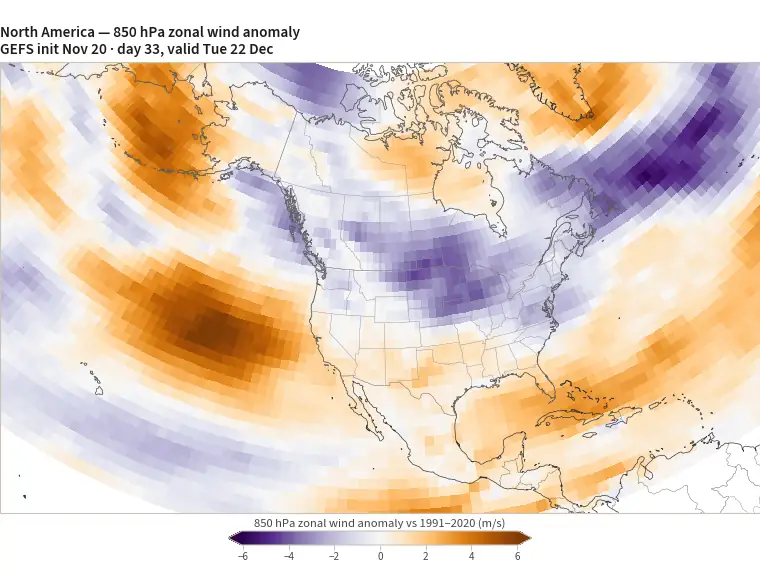 North America — 850 hPa zonal wind anomaly
GEFS init Nov 20 · day 33, valid Tue 22 Dec
850 hPa zonal wind anomaly vs 1991–2020 (m/s)
−6 −4 −2 0 2 4 6